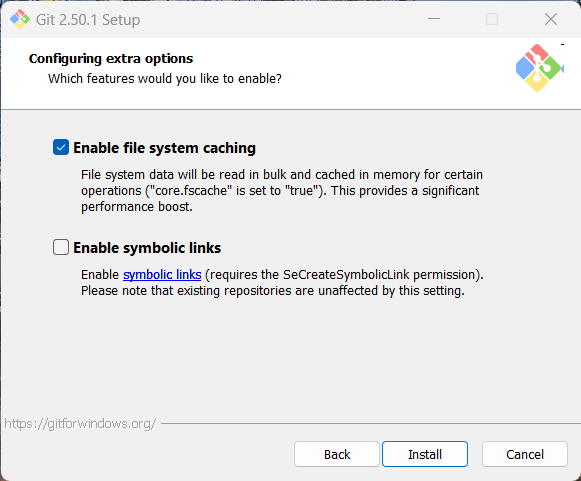 Git 2.50.1 Setup
Configuring extra options
Which features would you like to enable?
Enable file system caching
File system data will be read in bulk and cached in memory for certain
operations ("core.fscache" is set to "true"). This provides a significant
performance boost.
Enable symbolic links
Enable symbolic links (requires the SeCreateSymbolicLink permission).
Please note that existing repositories are unaffected by this setting.
https://gitforwindows.org/
Back Install Cancel